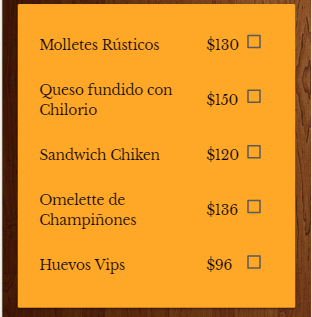 Molletes Rústicos $130
Queso fundido con
Chilorio $150
Sandwich Chiken $120
Omelette de
Champiñones $136
Huevos Vips $96